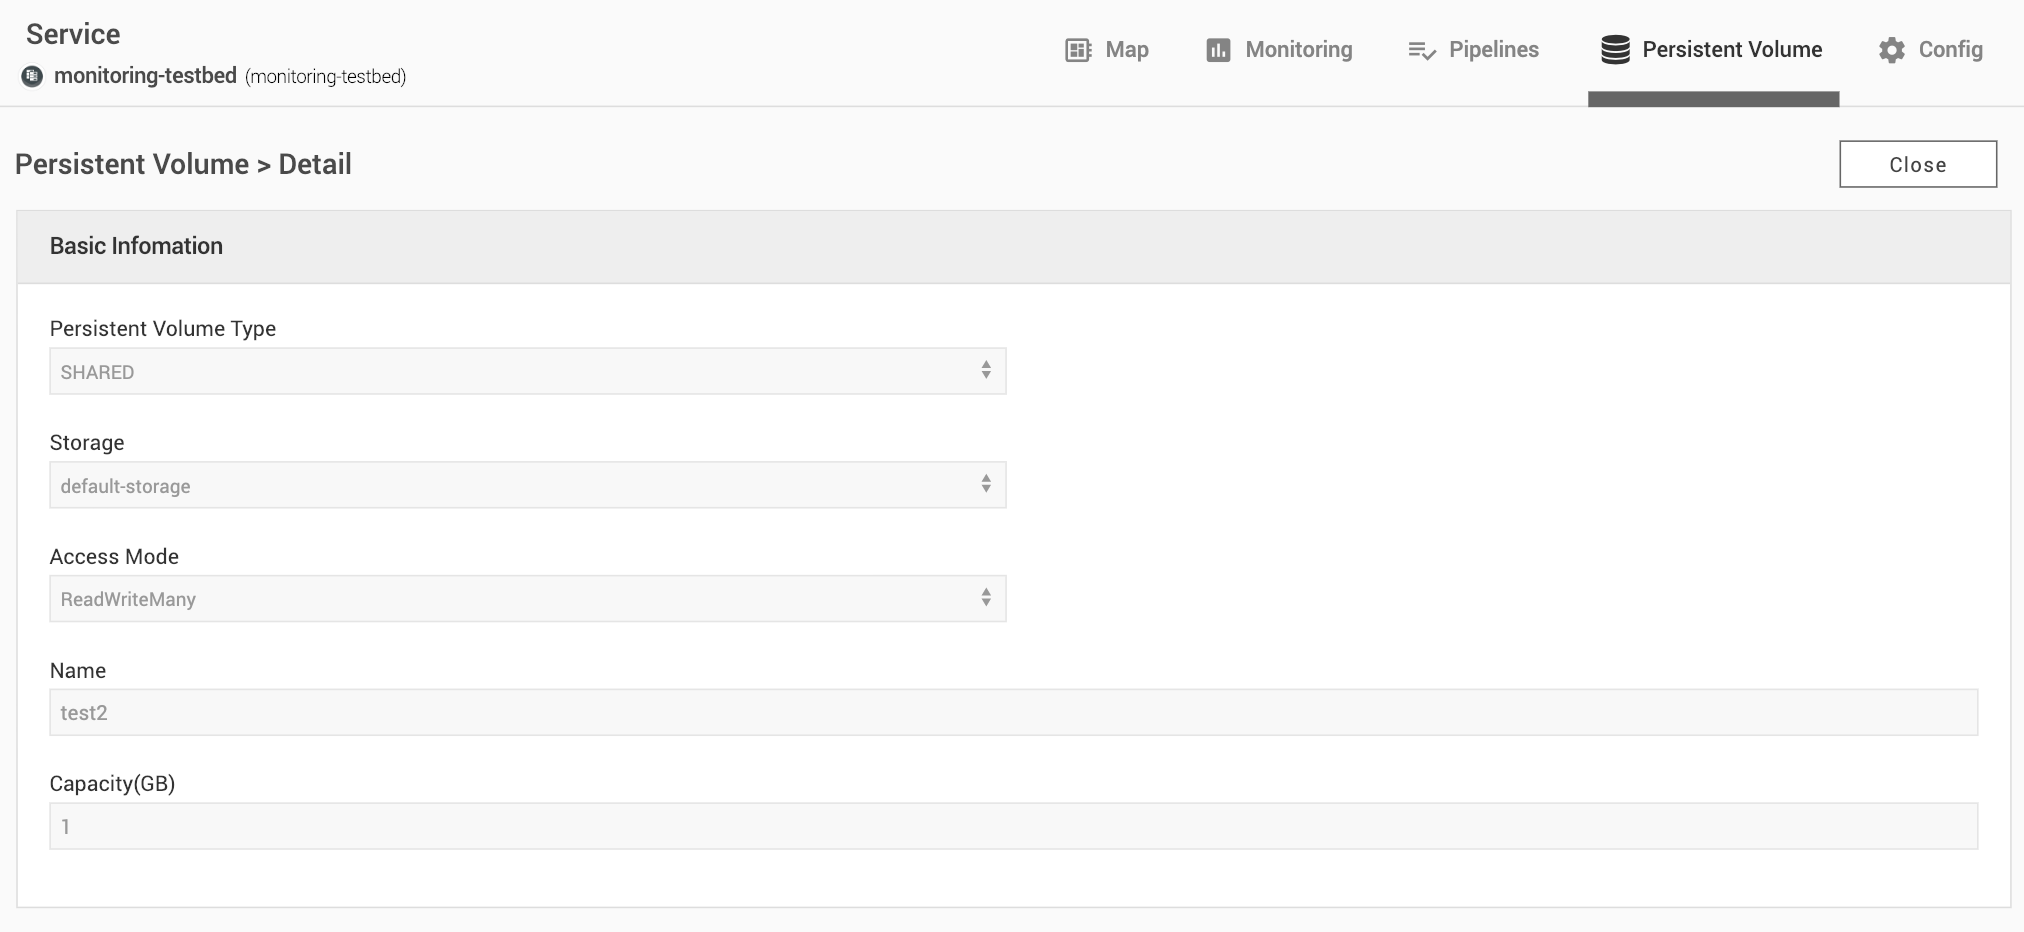 Service
monitoring-testbed (monitoring-testbed)
Map
Monitoring
Pipelines
Persistent Volume
Config
Persistent Volume > Detail
Close
Basic Infomation
Persistent Volume Type
SHARED
Storage
default-storage
Access Mode
ReadWriteMany
Name
test2
Capacity(GB)
1